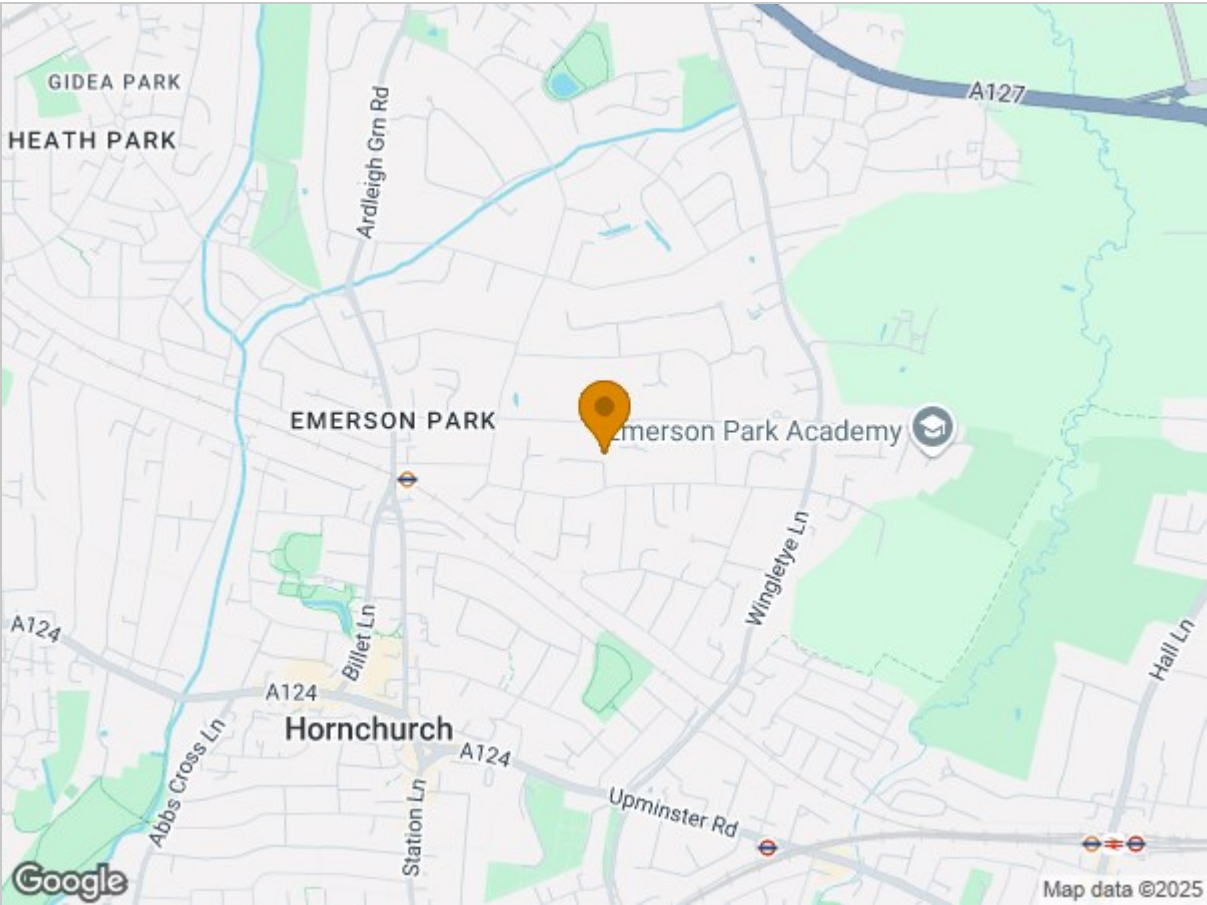 GIDEA PARK
HEATH PARK
Ardleigh Grn Rd
A127
EMERSON PARK
Emerson Park Academy
Wingletye Ln
Billet Ln
A124
A124
Hornchurch
A124
Abbs Cross Ln
Station Ln
Upminster Rd
Hall Ln
Google
Map data ©2025